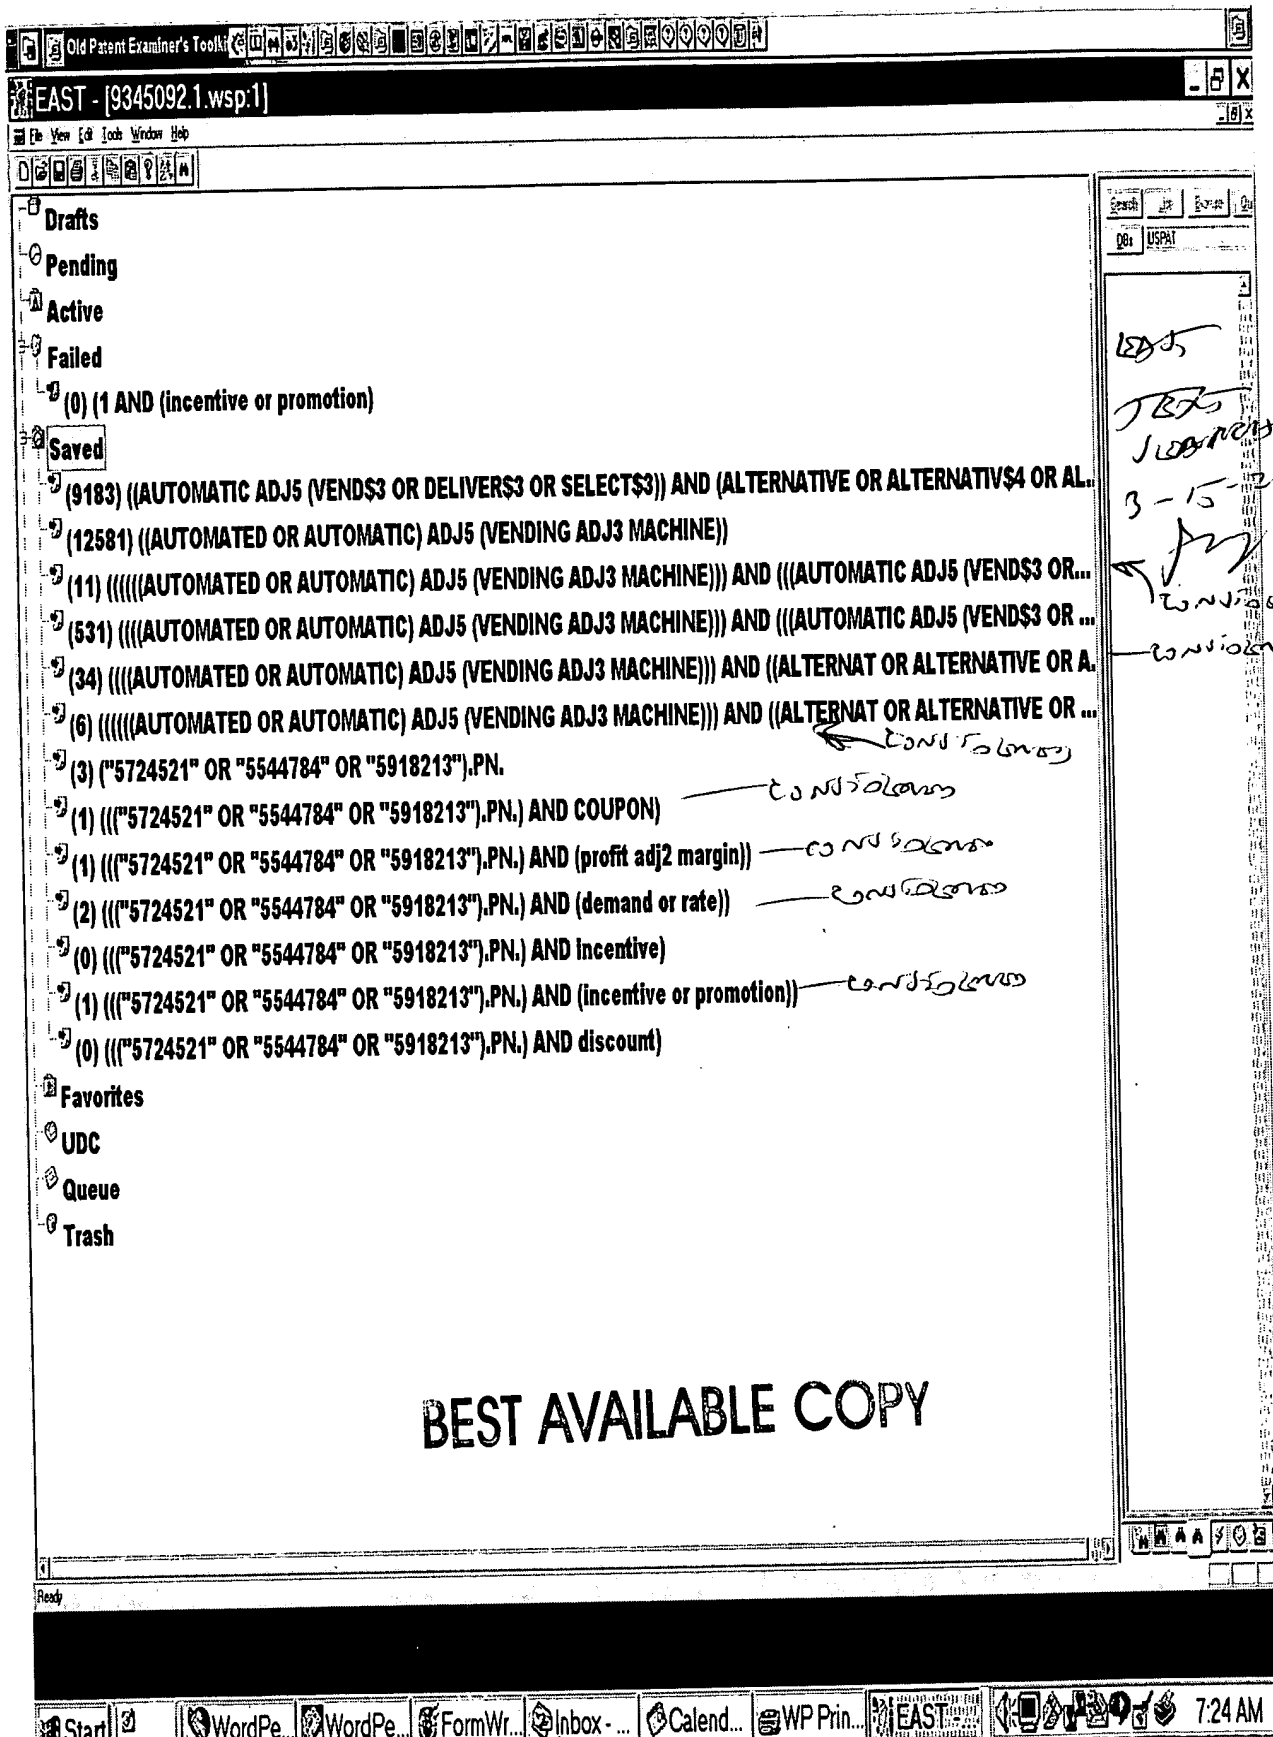 Old Patent Examiner's Toolki
EAST - [9345092.1.wsp:1]
File View Edit Tools Window Help
Search List Browse Qu
DBs USPAT
Drafts
Pending
Active
Failed
(0) (1 AND (incentive or promotion)
Saved
(9183) ((AUTOMATIC ADJ5 (VEND$3 OR DELIVER$3 OR SELECT$3)) AND (ALTERNATIVE OR ALTERNATIV$4 OR AL...
(12581) ((AUTOMATED OR AUTOMATIC) ADJ5 (VENDING ADJ3 MACHINE))
(11) ((((((AUTOMATED OR AUTOMATIC) ADJ5 (VENDING ADJ3 MACHINE))) AND (((AUTOMATIC ADJ5 (VEND$3 OR...
(531) ((((AUTOMATED OR AUTOMATIC) ADJ5 (VENDING ADJ3 MACHINE))) AND (((AUTOMATIC ADJ5 (VEND$3 OR ...
(34) (((((AUTOMATED OR AUTOMATIC) ADJ5 (VENDING ADJ3 MACHINE))) AND ((ALTERNAT OR ALTERNATIVE OR A.
(6) ((((((AUTOMATED OR AUTOMATIC) ADJ5 (VENDING ADJ3 MACHINE))) AND ((ALTERNAT OR ALTERNATIVE OR ...
(3) ("5724521" OR "5544784" OR "5918213").PN.
(1) ((("5724521" OR "5544784" OR "5918213").PN.) AND COUPON)
(1) ((("5724521" OR "5544784" OR "5918213").PN.) AND (profit adj2 margin))
(2) ((("5724521" OR "5544784" OR "5918213").PN.) AND (demand or rate))
(0) ((("5724521" OR "5544784" OR "5918213").PN.) AND incentive)
(1) ((("5724521" OR "5544784" OR "5918213").PN.) AND (incentive or promotion))
(0) ((("5724521" OR "5544784" OR "5918213").PN.) AND discount)
Favorites
UDC
Queue
Trash
3-15-
BEST AVAILABLE COPY
Ready
Start WordPe... WordPe... FormWr... Inbox - ... Calend... WP Prin... EAST - ... 7:24 AM